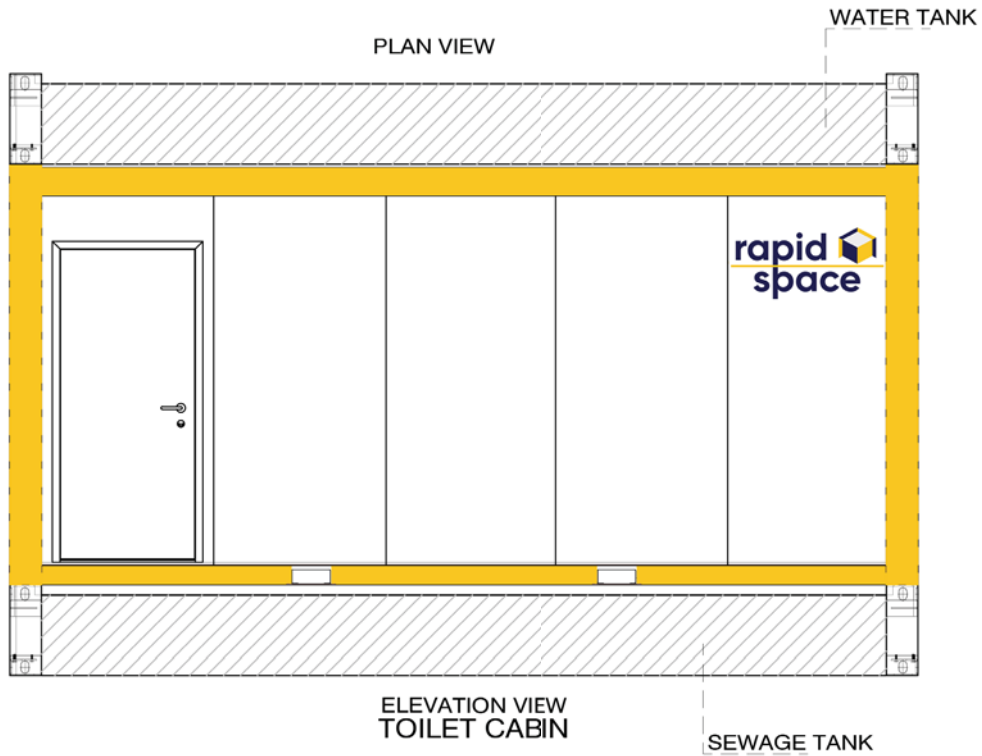 WATER TANK
PLAN VIEW
rapid
space
ELEVATION VIEW
TOILET CABIN
SEWAGE TANK